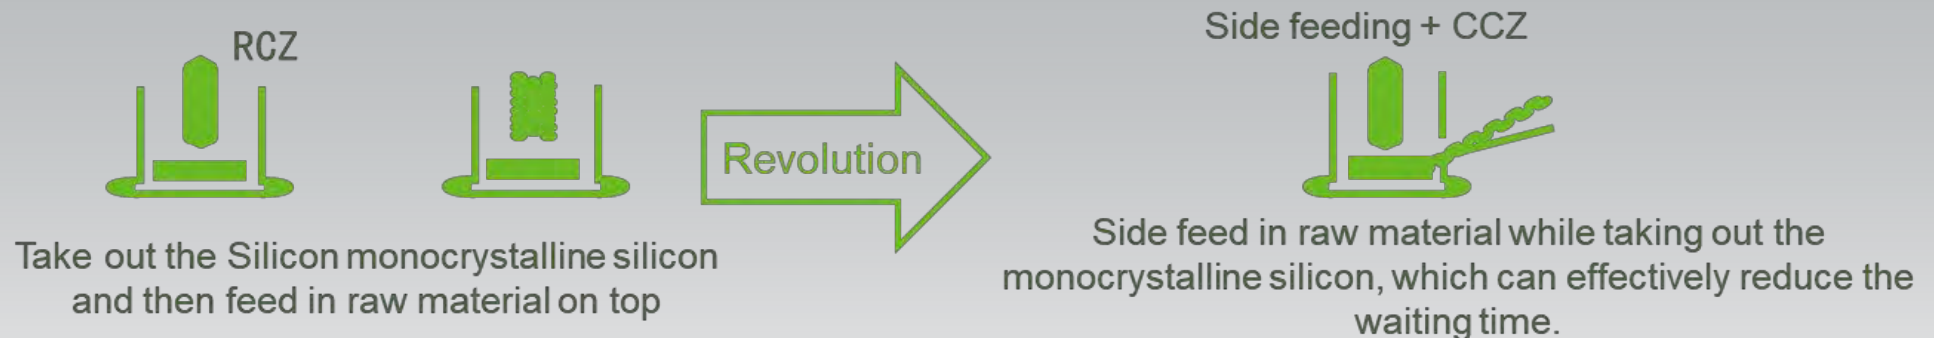 RCZ
Take out the Silicon monocrystalline silicon
and then feed in raw material on top
Revolution
Side feeding + CCZ
Side feed in raw material while taking out the
monocrystalline silicon, which can effectively reduce the
waiting time.